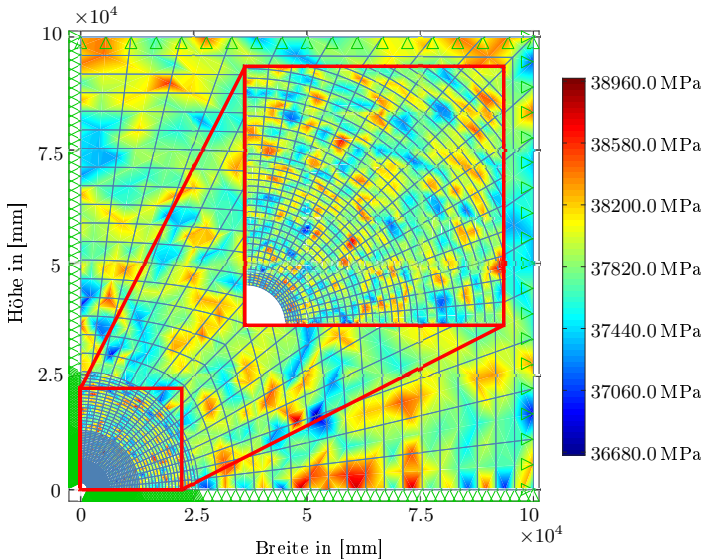 ×10⁴
10
7.5
5
2.5
0
Höhe in [mm]
0
2.5
5
7.5
10
×10⁴
Breite in [mm]
38960.0 MPa
38580.0 MPa
38200.0 MPa
37820.0 MPa
37440.0 MPa
37060.0 MPa
36680.0 MPa